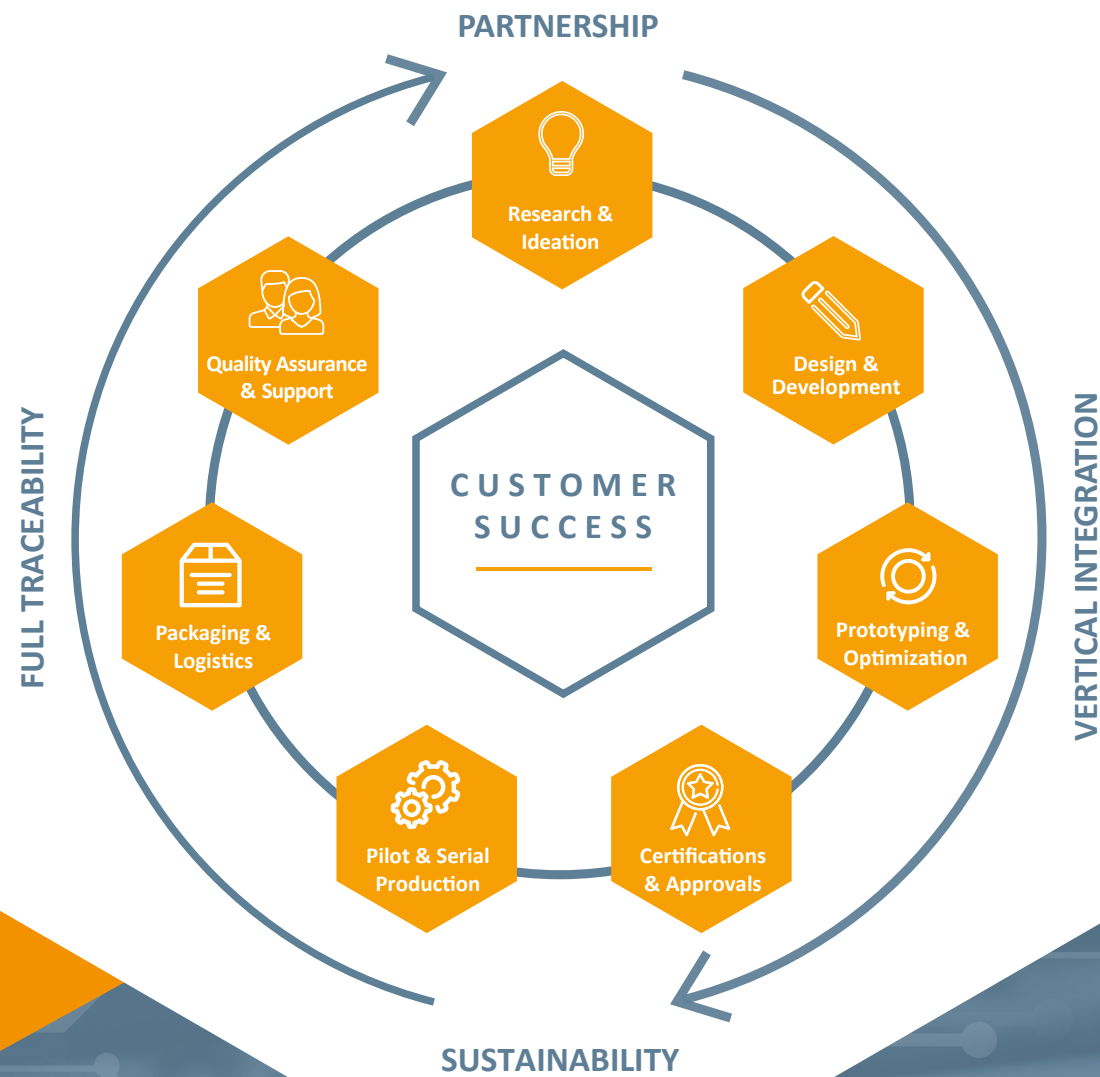 PARTNERSHIP
Research &
Ideation
Design &
Development
Prototyping &
Optimization
Certifications
& Approvals
Pilot & Serial
Production
Packaging &
Logistics
Quality Assurance
& Support
CUSTOMER
SUCCESS
VERTICAL INTEGRATION
SUSTAINABILITY
FULL TRACEABILITY